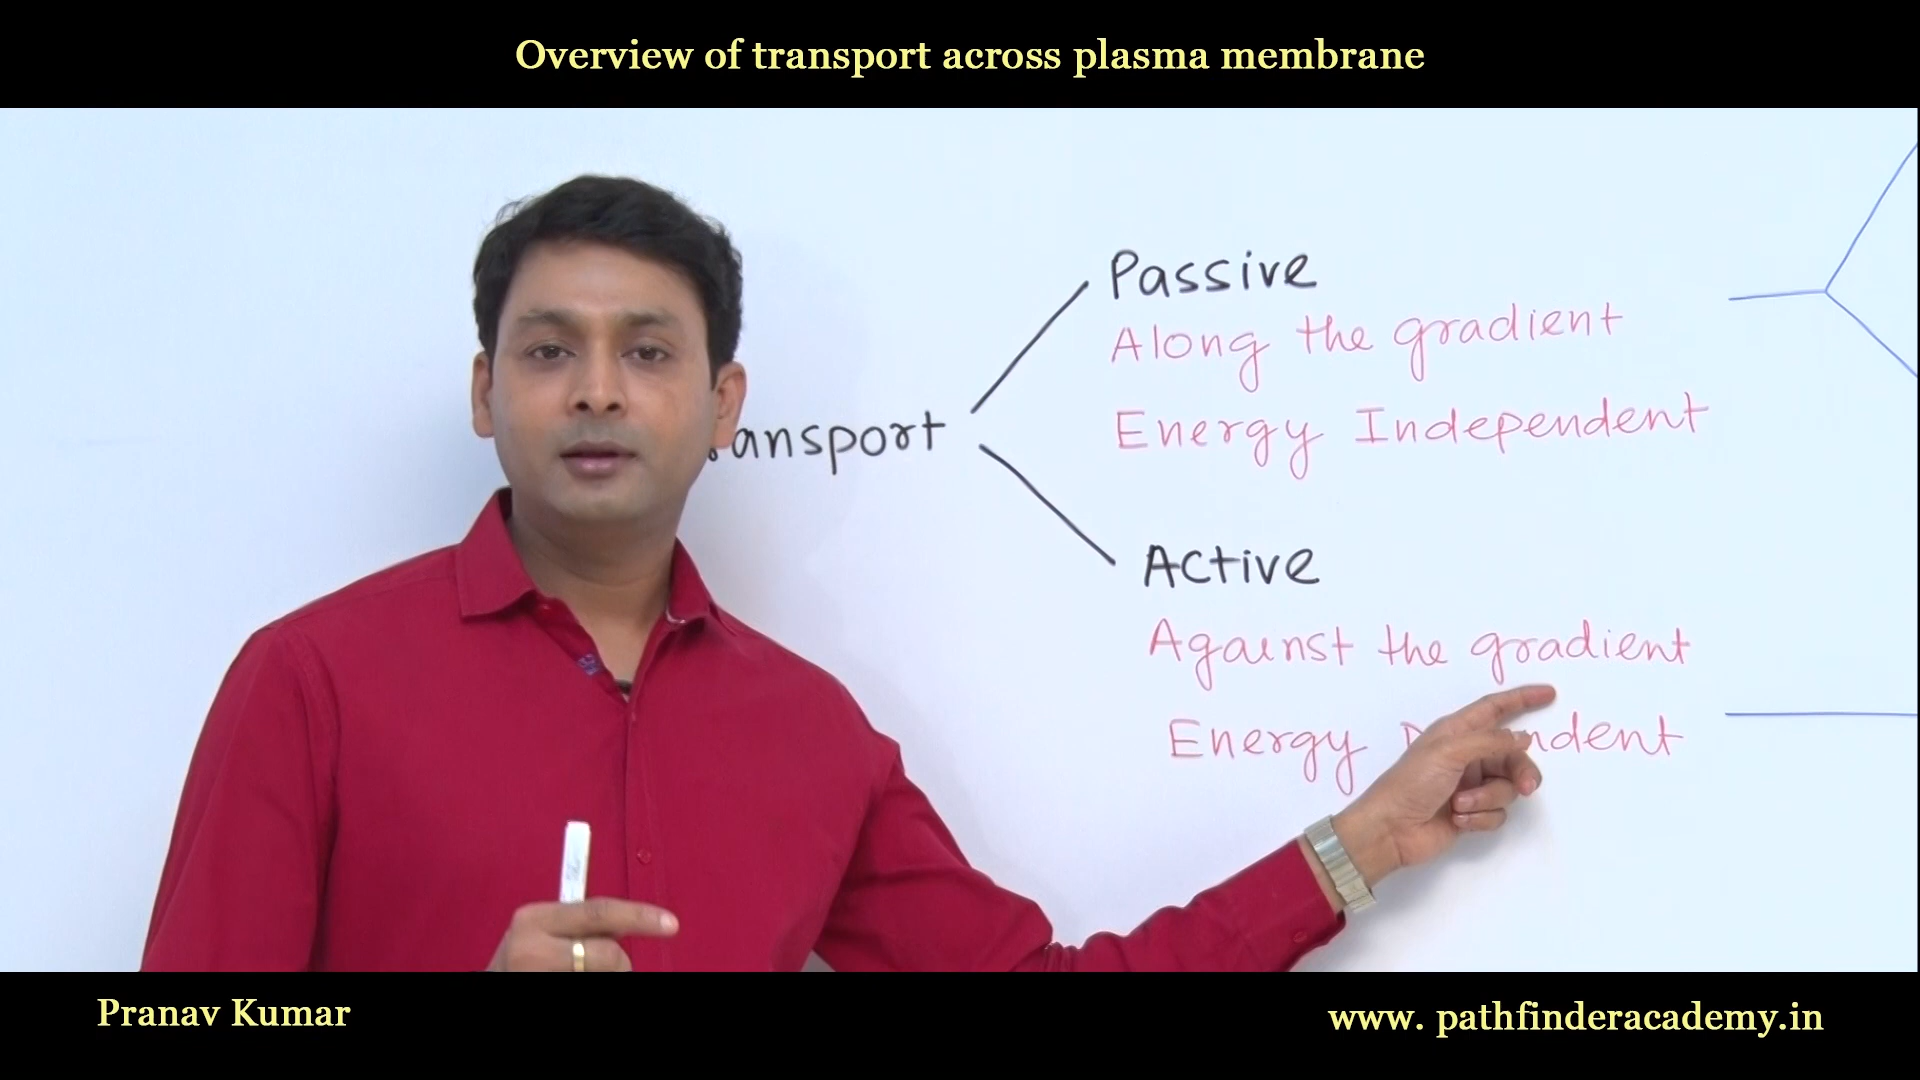 Overview of transport across plasma membrane
Passive
Along the gradient
Energy Independent
ansport
Active
Against the gradient
Energy D ndent
Pranav Kumar
www. pathfinderacademy.in